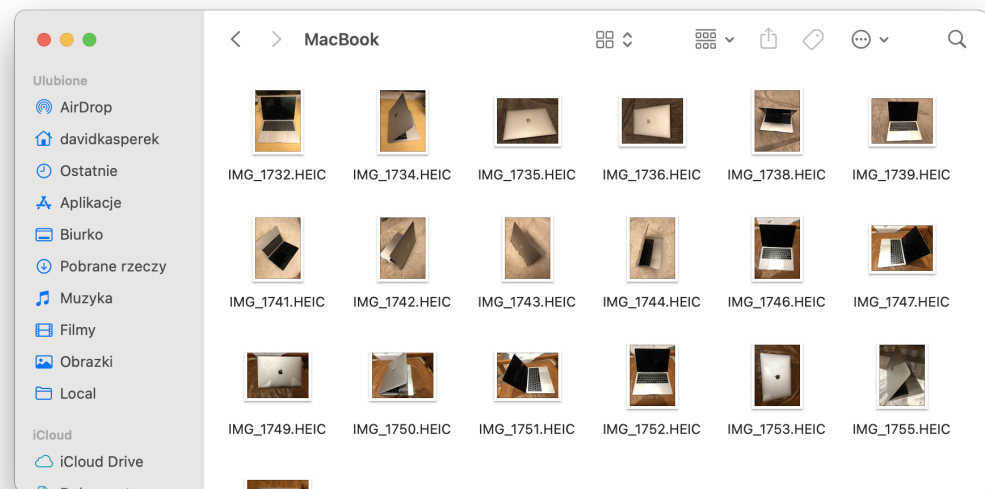 MacBook
Ulubione
AirDrop
davidkasperek
Ostatnie
Aplikacje
Biurko
Pobrane rzeczy
Muzyka
Filmy
Obrazki
Local
iCloud
iCloud Drive
IMG_1732.HEIC IMG_1734.HEIC IMG_1735.HEIC IMG_1736.HEIC IMG_1738.HEIC IMG_1739.HEIC
IMG_1741.HEIC IMG_1742.HEIC IMG_1743.HEIC IMG_1744.HEIC IMG_1746.HEIC IMG_1747.HEIC
IMG_1749.HEIC IMG_1750.HEIC IMG_1751.HEIC IMG_1752.HEIC IMG_1753.HEIC IMG_1755.HEIC